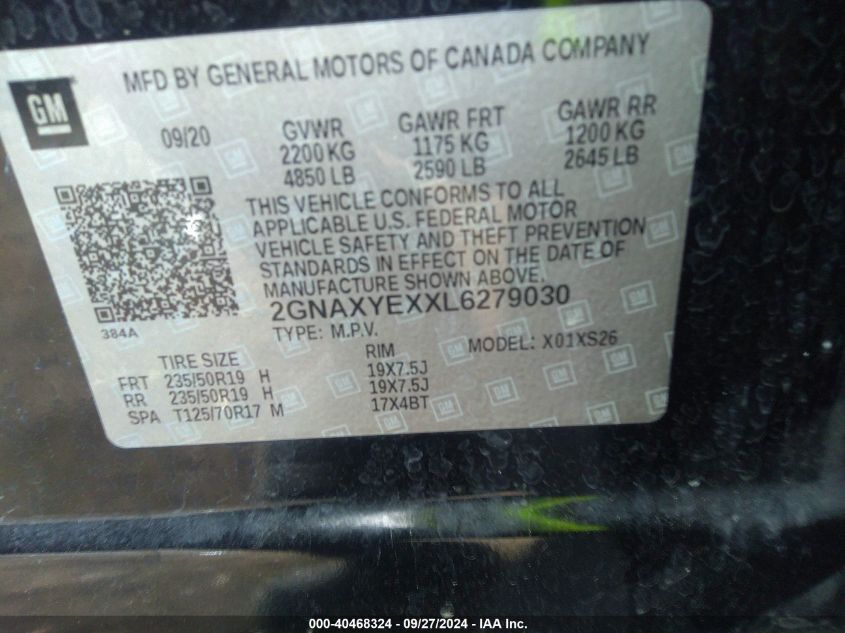 MFD BY GENERAL MOTORS OF CANADA COMPANY
GM
09/20 GVWR GAWR FRT GAWR RR
2200 KG 1175 KG 1200 KG
4850 LB 2590 LB 2645 LB
THIS VEHICLE CONFORMS TO ALL
APPLICABLE U.S. FEDERAL MOTOR
VEHICLE SAFETY AND THEFT PREVENTION
STANDARDS IN EFFECT ON THE DATE OF
MANUFACTURE SHOWN ABOVE.
2GNAXYEXXL6279030
384A
TYPE: M.P.V. MODEL: X01XS26
TIRE SIZE RIM
FRT 235/50R19 H 19X7.5J
RR 235/50R19 H 19X7.5J
SPA T125/70R17 M 17X4BT
000-40468324 - 09/27/2024 - IAA Inc.